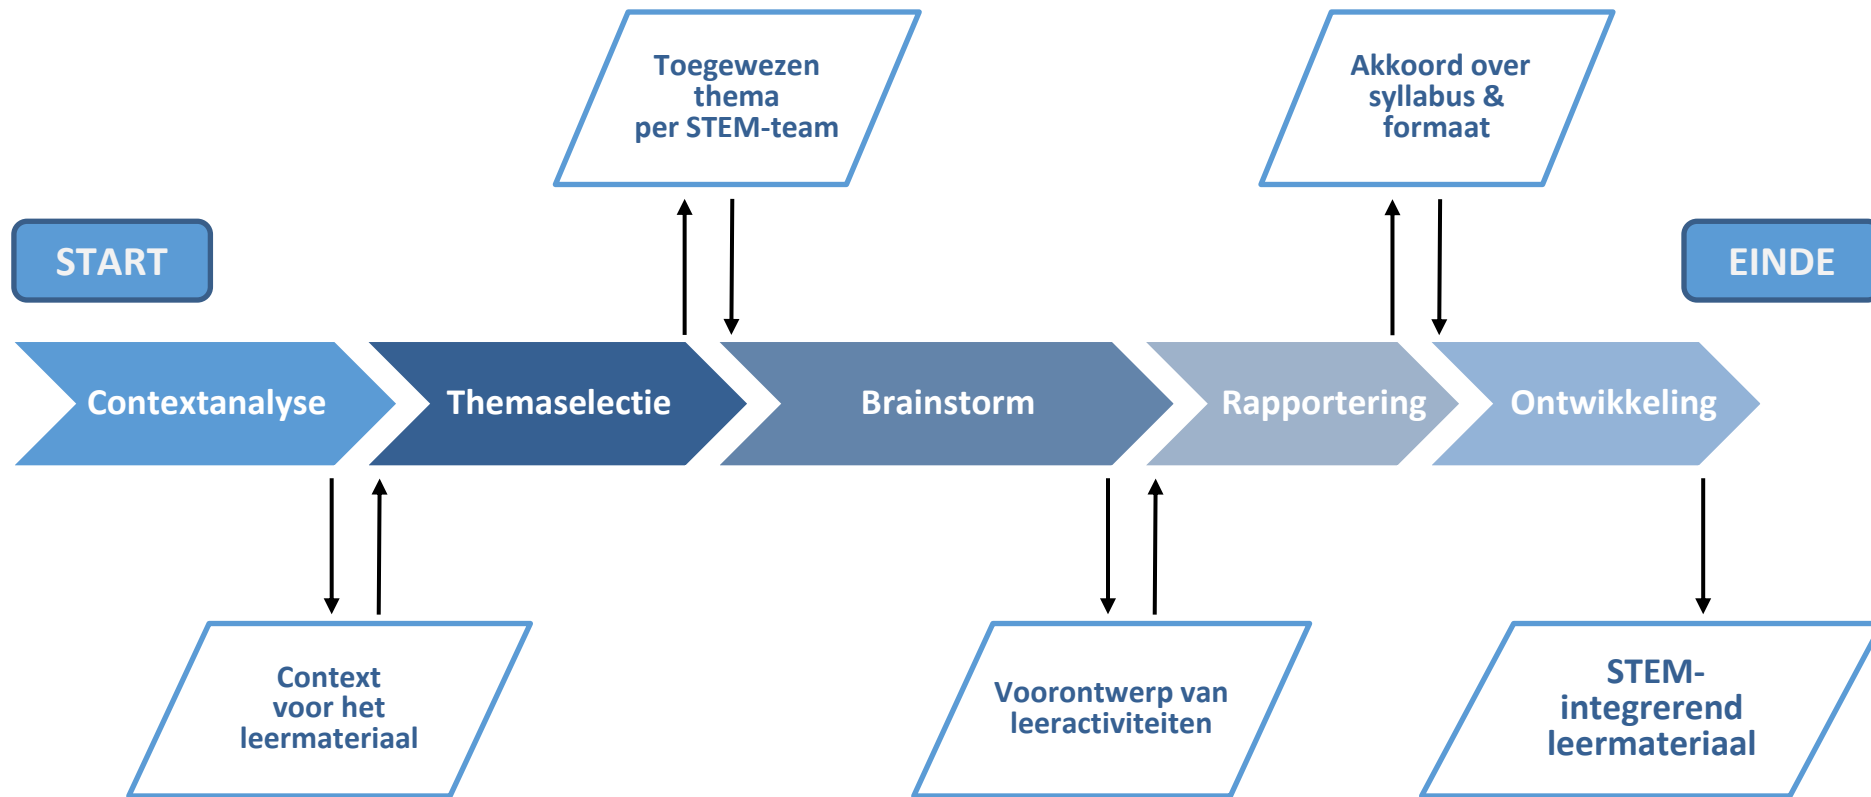 Toegewezen
thema
per STEM-team
Akkoord over
syllabus &
formaat
START
EINDE
Contextanalyse
Themaselectie
Brainstorm
Rapportering
Ontwikkeling
Context
voor het
leermateriaal
Voorontwerp van
leeractiviteiten
STEM-
integrerend
leermateriaal